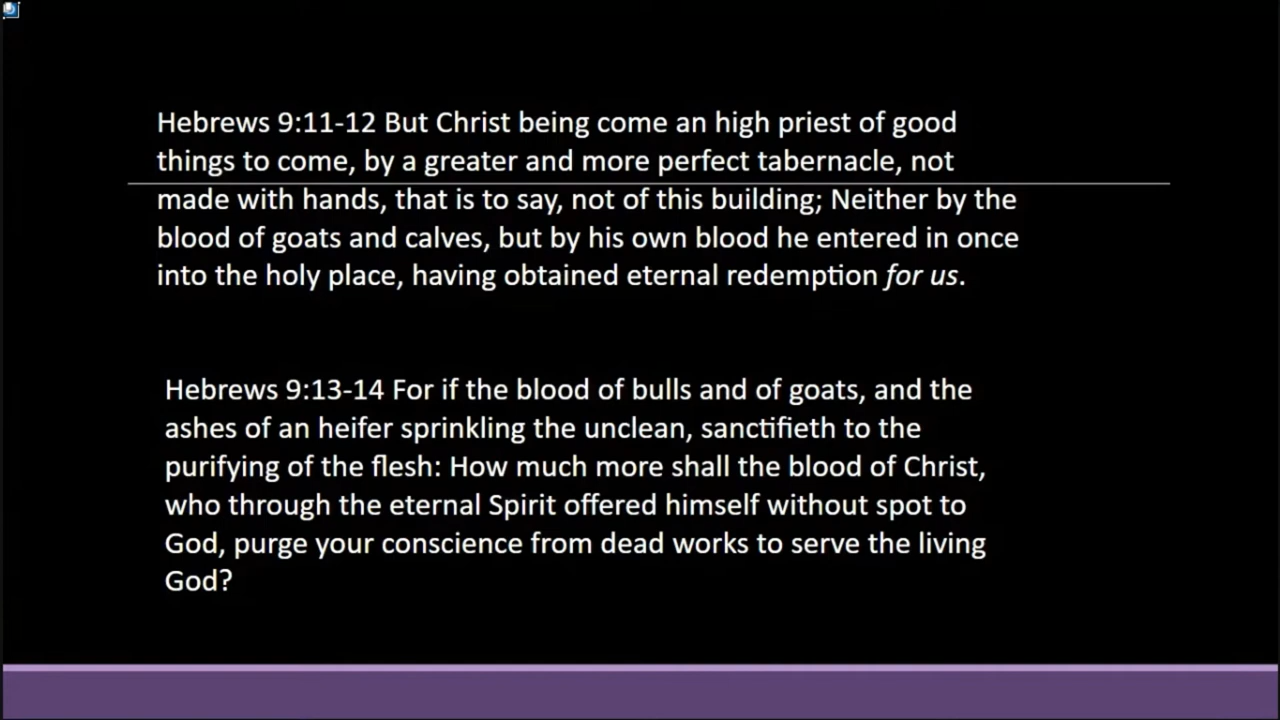 Hebrews 9:11-12 But Christ being come an high priest of good
things to come, by a greater and more perfect tabernacle, not
made with hands, that is to say, not of this building; Neither by the
blood of goats and calves, but by his own blood he entered in once
into the holy place, having obtained eternal redemption for us.
Hebrews 9:13-14 For if the blood of bulls and of goats, and the
ashes of an heifer sprinkling the unclean, sanctifieth to the
purifying of the flesh: How much more shall the blood of Christ,
who through the eternal Spirit offered himself without spot to
God, purge your conscience from dead works to serve the living
God?